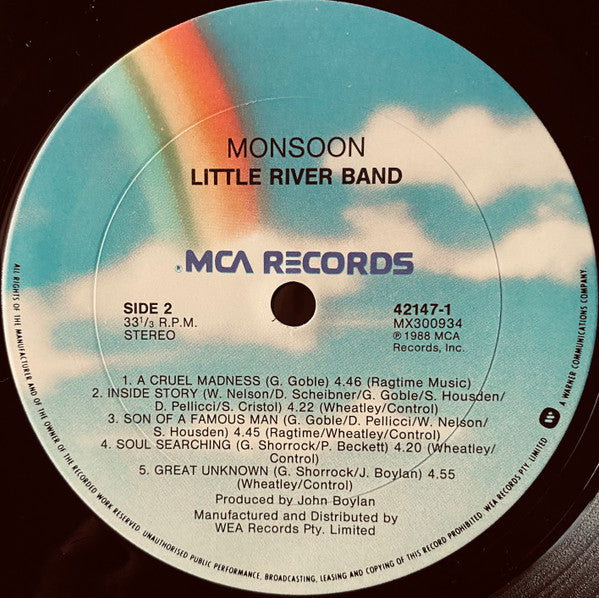 MONSOON
LITTLE RIVER BAND
®MCA RECORDS
SIDE 2
33 1/3 R.P.M.
STEREO
42147-1
MX300934
℗ 1988 MCA
Records, Inc.
1. A CRUEL MADNESS (G. Goble) 4.46 (Ragtime Music)
2. INSIDE STORY (W. Nelson/D. Scheibner/G. Goble/S. Housden/
D. Pellicci/S. Cristol) 4.22 (Wheatley/Control)
3. SON OF A FAMOUS MAN (G. Goble/D. Pellicci/W. Nelson/
S. Housden) 4.45 (Ragtime/Wheatley/Control)
4. SOUL SEARCHING (G. Shorrock/P. Beckett) 4.20 (Wheatley/
Control)
5. GREAT UNKNOWN (G. Shorrock/J. Boylan) 4.55
(Wheatley/Control)
Produced by John Boylan
Manufactured and Distributed by
WEA Records Pty. Limited
ALL RIGHTS OF THE MANUFACTURER AND OF THE OWNER OF THE RECORDED WORK RESERVED. UNAUTHORISED PUBLIC PERFORMANCE, BROADCASTING, LEASING AND COPYING OF THIS RECORD PROHIBITED. WEA RECORDS PTY. LIMITED
A WARNER COMMUNICATIONS COMPANY.